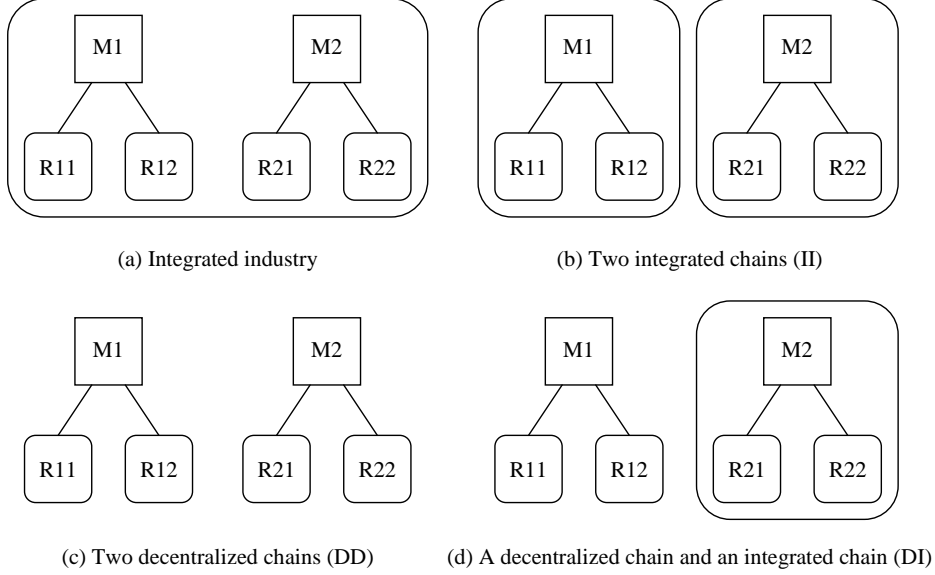 M1 M2 M1 M2
R11 R12 R21 R22 R11 R12 R21 R22
(a) Integrated industry (b) Two integrated chains (II)
M1 M2 M1 M2
R11 R12 R21 R22 R11 R12 R21 R22
(c) Two decentralized chains (DD) (d) A decentralized chain and an integrated chain (DI)